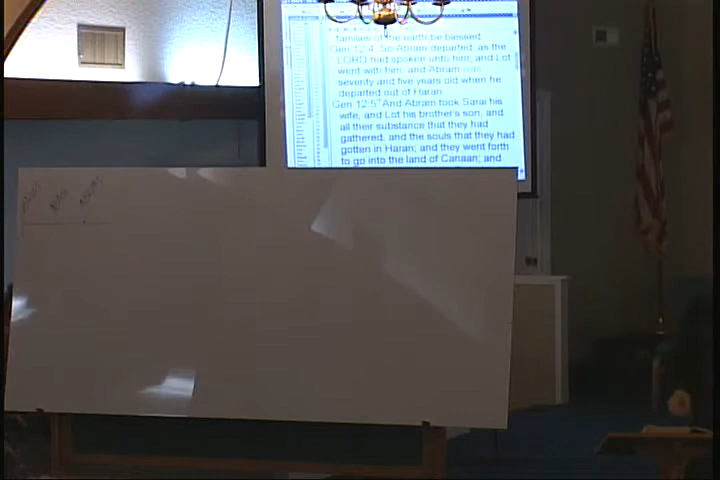 families of the earth be blessed.
Gen 12:4 So Abram departed, as the
LORD had spoken unto him; and Lot
went with him: and Abram was
seventy and five years old when he
departed out of Haran.
Gen 12:5 And Abram took Sarai his
wife, and Lot his brother's son, and
all their substance that they had
gathered, and the souls that they had
gotten in Haran; and they went forth
to go into the land of Canaan; and